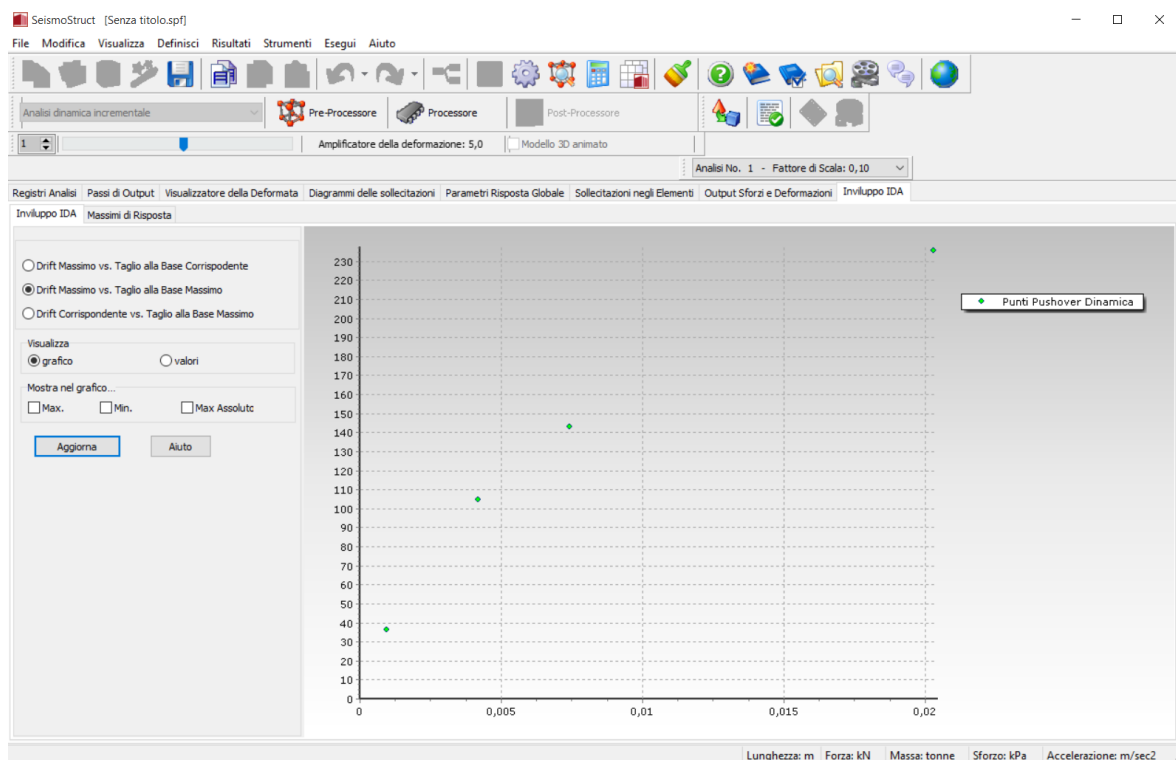 SeismoStruct [Senza titolo.spf]
File Modifica Visualizza Definisci Risultati Strumenti Esegui Aiuto
Analisi dinamica incrementale Pre-Processore Processore Post-Processore
1 Amplificatore della deformazione: 5,0 Modello 3D animato
Analisi No. 1 - Fattore di Scala: 0,10
Registri Analisi Passi di Output Visualizzatore della Deformata Diagrammi delle sollecitazioni Parametri Risposta Globale Sollecitazioni negli Elementi Output Sforzi e Deformazioni Inviluppo IDA
Inviluppo IDA Massimi di Risposta
Drift Massimo vs. Taglio alla Base Corrispodente
Drift Massimo vs. Taglio alla Base Massimo
Drift Corrispondente vs. Taglio alla Base Massimo
Visualizza
grafico valori
Mostra nel grafico...
Max. Min. Max Assolutc
Aggiorna Aiuto
230
220
210
200
190
180
170
160
150
140
130
120
110
100
90
80
70
60
50
40
30
20
10
0
0 0,005 0,01 0,015 0,02
Punti Pushover Dinamica
Lunghezza: m Forza: kN Massa: tonne Sforzo: kPa Accelerazione: m/sec2